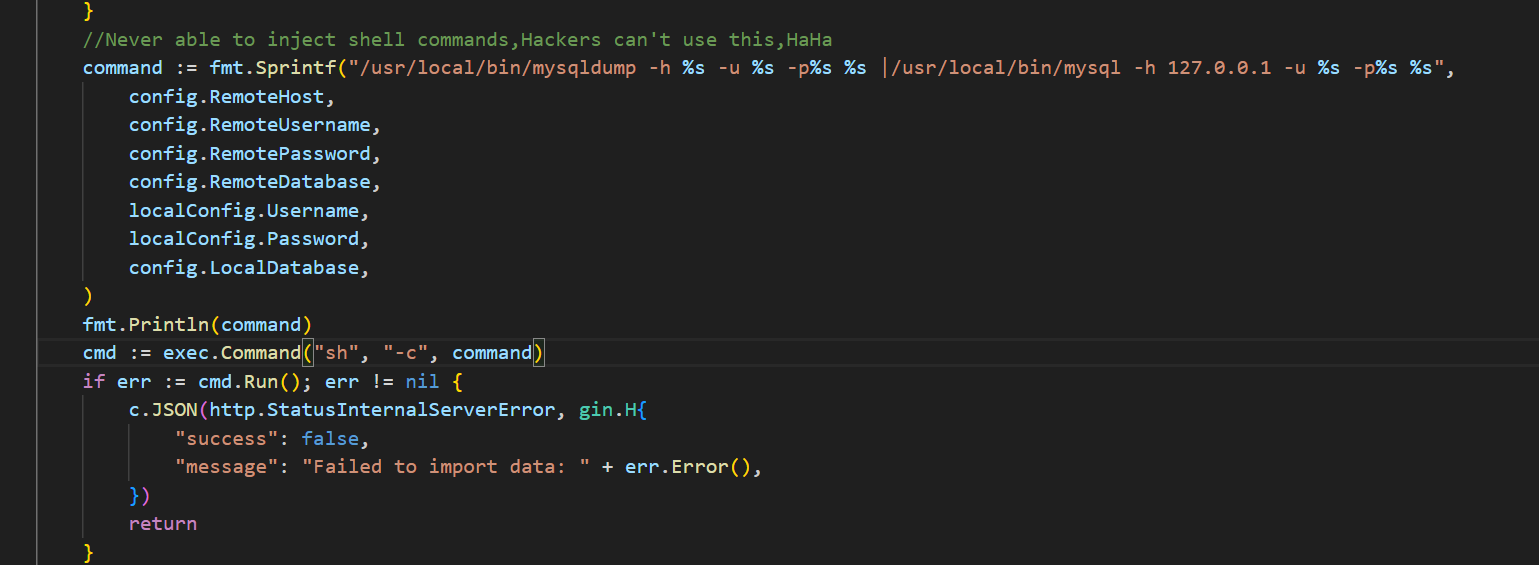 }
//Never able to inject shell commands,Hackers can't use this,HaHa
command := fmt.Sprintf("/usr/local/bin/mysqldump -h %s -u %s -p%s %s |/usr/local/bin/mysql -h 127.0.0.1 -u %s -p%s %s",
config.RemoteHost,
config.RemoteUsername,
config.RemotePassword,
config.RemoteDatabase,
localConfig.Username,
localConfig.Password,
config.LocalDatabase,
)
fmt.Println(command)
cmd := exec.Command("sh", "-c", command)
if err := cmd.Run(); err != nil {
c.JSON(http.StatusInternalServerError, gin.H{
"success": false,
"message": "Failed to import data: " + err.Error(),
})
return
}